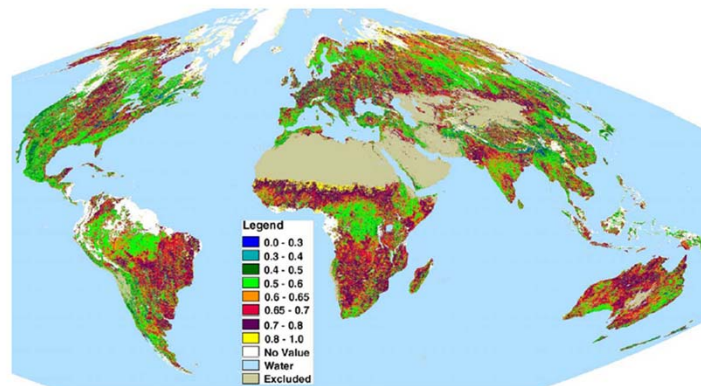 Legend
0.0 - 0.3
0.3 - 0.4
0.4 - 0.5
0.5 - 0.6
0.6 - 0.65
0.65 - 0.7
0.7 - 0.8
0.8 - 1.0
No Value
Water
Excluded